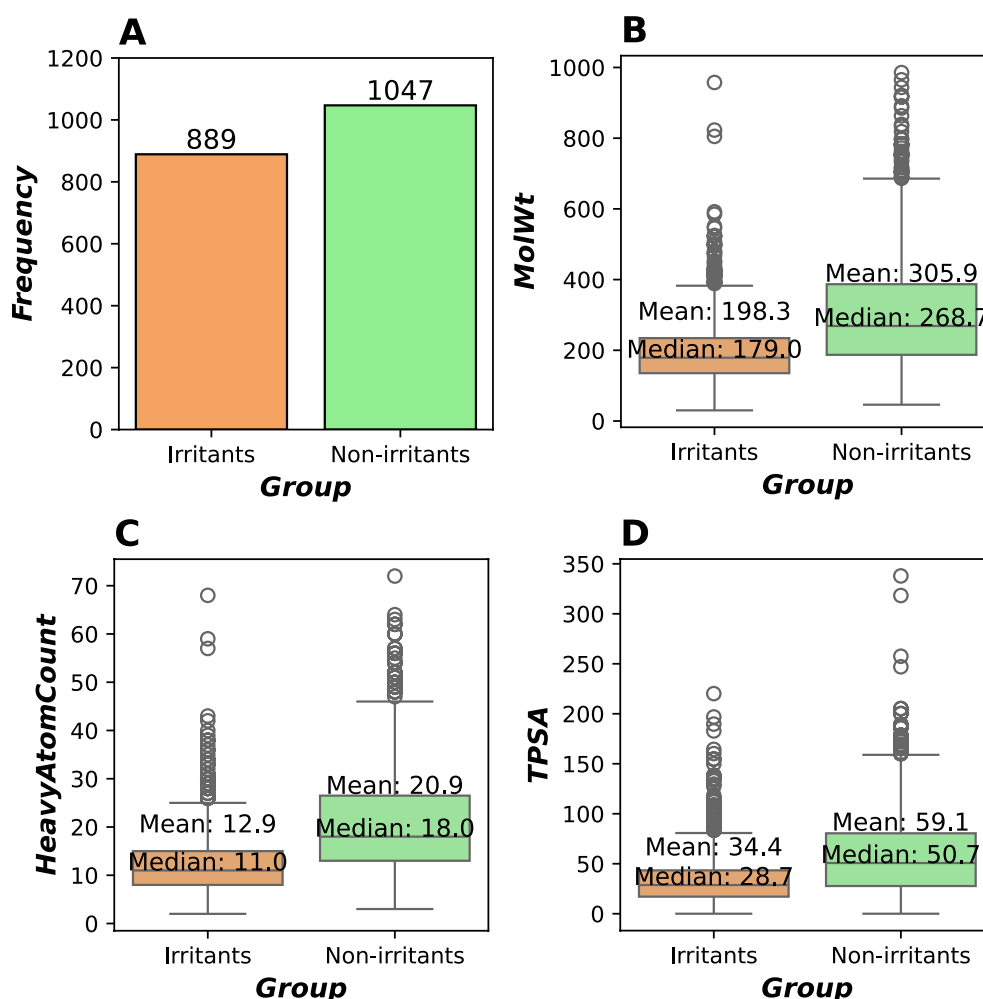 A
1200
1000
800
600
400
200
0
Frequency
889
1047
Irritants
Non-irritants
Group
B
1000
800
600
400
200
0
MolWt
Mean: 198.3
Median: 179.0
Mean: 305.9
Median: 268.7
Irritants
Non-irritants
Group
C
70
60
50
40
30
20
10
0
HeavyAtomCount
Mean: 12.9
Median: 11.0
Mean: 20.9
Median: 18.0
Irritants
Non-irritants
Group
D
350
300
250
200
150
100
50
0
TPSA
Mean: 34.4
Median: 28.7
Mean: 59.1
Median: 50.7
Irritants
Non-irritants
Group